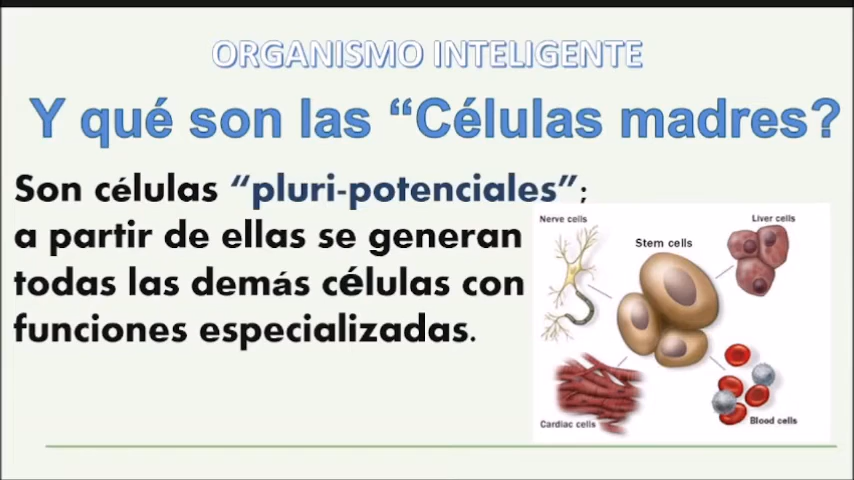 ORGANISMO INTELIGENTE
Y qué son las “Células madres?
Son células “pluri-potenciales”;
a partir de ellas se generan
todas las demás células con
funciones especializadas.
Nerve cells
Stem cells
Liver cells
Cardiac cells
Blood cells